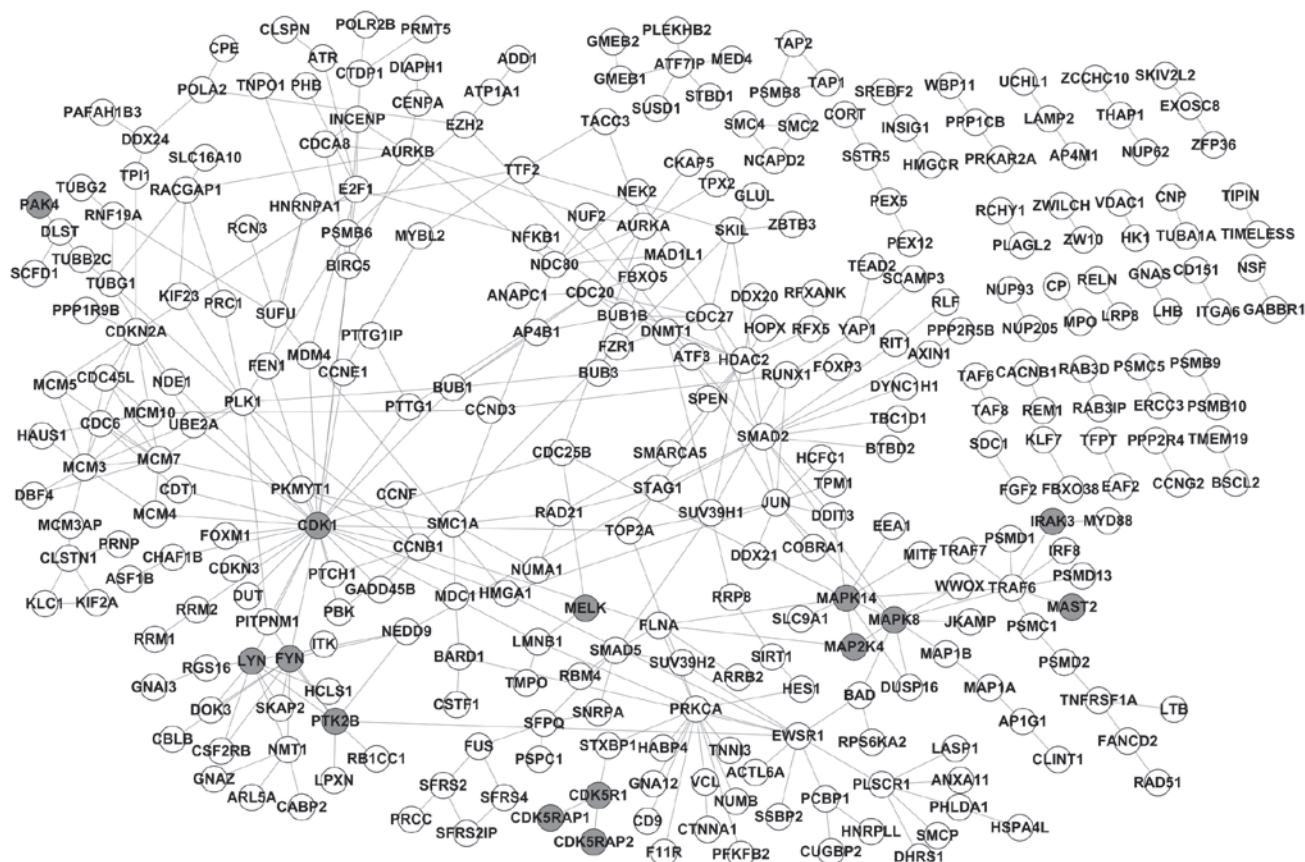 CLSPN POLR2B PRMT5
CPE ATR CTDP1 DIAPH1 ADD1 GMEB2 PLEKHB2 TAP2
TNPO1 PHB GMEB1 ATF7IP MED4 WBP11 UCHL1 ZCCHC10 SKIV2L2
POLA2 CENPA ATP1A1 SUSD1 STBD1 PSMB8 TAP1 SREBF2 PPP1CB LAMP2 THAP1 EXOSC8
PAFAH1B3 INCENP EZH2 TACC3 SMC4 SMC2 CORT INSIG1 PRKAR2A AP4M1 NUP62 ZFP36
DDX24 CDCA8 AURKB NCAPD2 SSTR5 HMGCR
SLC16A10 TTF2 CKAP5
TPI1 RACGAP1 E2F1 NEK2 TPX2 GLUL
TUBG2 HNRNPA1 PEX5 RCHY1 ZWILCH VDAC1 CNP TIPIN
PAK4 RNF19A NUF2 AURKA SKIL ZBTB3
DLST RCN3 PSMB6 MYBL2 NFKB1 PLAGL2 ZW10 HK1 TUBA1A TIMELESS
SCFD1 TUBB2C BIRC5 NDC80 MAD1L1 PEX12
TUBG1 FBXO5 TEAD2 SCAMP3 RELN GNAS CD151 NSF
PPP1R9B KIF23 PRC1 SUFU ANAPC1 CDC20 DDX20 RFXANK RLF NUP93 CP
CDKN2A PTTG1IP AP4B1 BUB1B DNMT1 CDC27 HOPX RFX5 YAP1 PPP2R5B NUP205 MPO LRP8 LHB ITGA6 GABBR1
FEN1 MDM4 FZR1 ATF3 HDAC2 RIT1 AXIN1
MCM5 CDC45L NDE1 CCNE1 BUB1 BUB3 RUNX1 FOXP3 TAF6 CACNB1 RAB3D PSMC5 PSMB9
MCM10 PLK1 PTTG1 CCND3 SPEN DYNC1H1 TAF8 REM1 RAB3IP ERCC3 PSMB10
HAUS1 CDC6 UBE2A SMAD2 TBC1D1
MCM3 MCM7 CDC25B SMARCA5 HCFC1 BTBD2 SDC1 KLF7 TFPT PPP2R4 TMEM19
DBF4 CDT1 PKMYT1 CCNF STAG1 TPM1 FGF2 FBXO38 EAF2 CCNG2 BSCL2
MCM4 CDK1 SMC1A RAD21 TOP2A SUV39H1 JUN DDIT3 IRAK3 MYD88
MCM3AP PRNP FOXM1 CCNB1 EEA1 PSMD1
CLSTN1 CHAF1B CDKN3 PTCH1 NUMA1 DDX21 COBRA1 MITF TRAF7 IRF8
ASF1B DUT GADD45B WWOX TRAF6 PSMD13
KLC1 KIF2A RRM2 PBK MDC1 HMGA1 MELK RRP8 MAPK14 MAST2
RRM1 PITPNM1 FLNA SLC9A1 MAPK8 JKAMP PSMC1
ITK NEDD9 LMNB1 SMAD5 MAP2K4
RGS16 LYN FYN BARD1 SUV39H2 SIRT1 MAP1B PSMD2
GNAI3 HCLS1 TMPO RBM4 ARRB2 HES1 BAD DUSP16 MAP1A TNFRSF1A
DOK3 SKAP2 PTK2B CSTF1 SNRPA PRKCA LTB
CBLB SFPQ EWSR1 AP1G1 FANCD2
CSF2RB NMT1 RB1CC1 FUS STXBP1 HABP4 TNNI3 RPS6KA2 LASP1 CLINT1
GNAZ LPXN PSPC1 ACTL6A RAD51
ARL5A CABP2 SFRS2 GNA12 VCL PLSCR1 ANXA11
SFRS4 CDK5R1 NUMB PCBP1 PHLDA1
PRCC CDK5RAP1 CD9 SSBP2 HNRPLL HSPA4L
SFRS2IP CDK5RAP2 CTNNA1 SMCP
F11R PFKFB2 CUGBP2 DHRS1